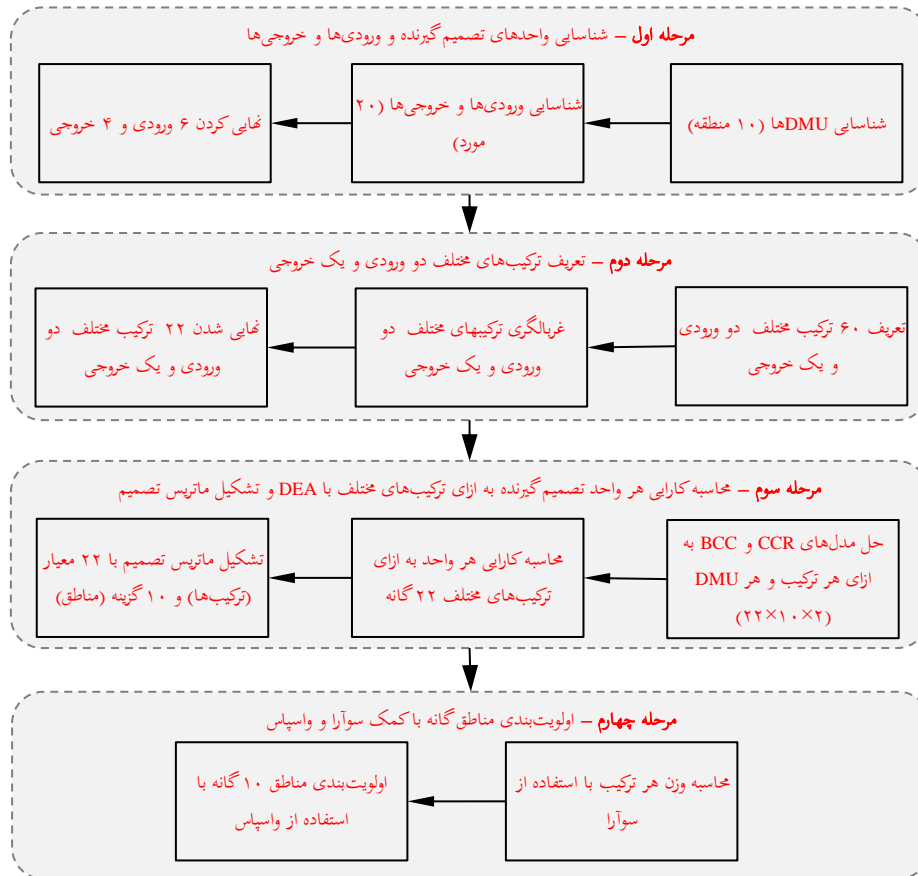 مرحله اول – شناسایی واحدهای تصمیم‌گیرنده و ورودی‌ها و خروجی‌ها
شناسایی DMUها (۱۰ منطقه)
شناسایی ورودی‌ها و خروجی‌ها (۲۰
مورد)
نهایی کردن ۶ ورودی و ۴ خروجی
مرحله دوم – تعریف ترکیب‌های مختلف دو ورودی و یک خروجی
تعریف ۶۰ ترکیب مختلف دو ورودی
و یک خروجی
غربالگری ترکیبهای مختلف دو
ورودی و یک خروجی
نهایی شدن ۲۲ ترکیب مختلف دو
ورودی و یک خروجی
مرحله سوم – محاسبه کارایی هر واحد تصمیم‌گیرنده به ازای ترکیب‌های مختلف با DEA و تشکیل ماتریس تصمیم
حل مدل‌های CCR و BCC به
ازای هر ترکیب و هر DMU
(۲۲×۱۰×۲)
محاسبه کارایی هر واحد به ازای
ترکیب‌های مختلف ۲۲گانه
تشکیل ماتریس تصمیم با ۲۲ معیار
(ترکیب‌ها) و ۱۰ گزینه (مناطق)
مرحله چهارم – اولویت‌بندی مناطق گانه با کمک سوآرا و واسپاس
محاسبه وزن هر ترکیب با استفاده از
سوآرا
اولویت‌بندی مناطق ۱۰گانه با
استفاده از واسپاس